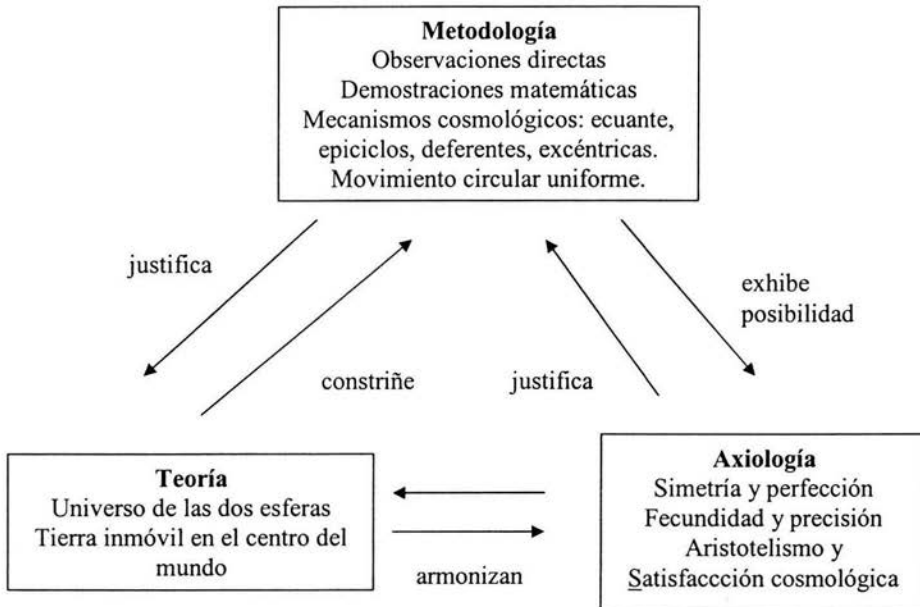 Metodología
Observaciones directas
Demostraciones matemáticas
Mecanismos cosmológicos: ecuante,
epiciclos, deferentes, excéntricas.
Movimiento circular uniforme.
justifica
exhibe
posibilidad
constriñe
justifica
Teoría
Universo de las dos esferas
Tierra inmóvil en el centro del
mundo
armonizan
Axiología
Simetría y perfección
Fecundidad y precisión
Aristotelismo y
Satisfaccción cosmológica